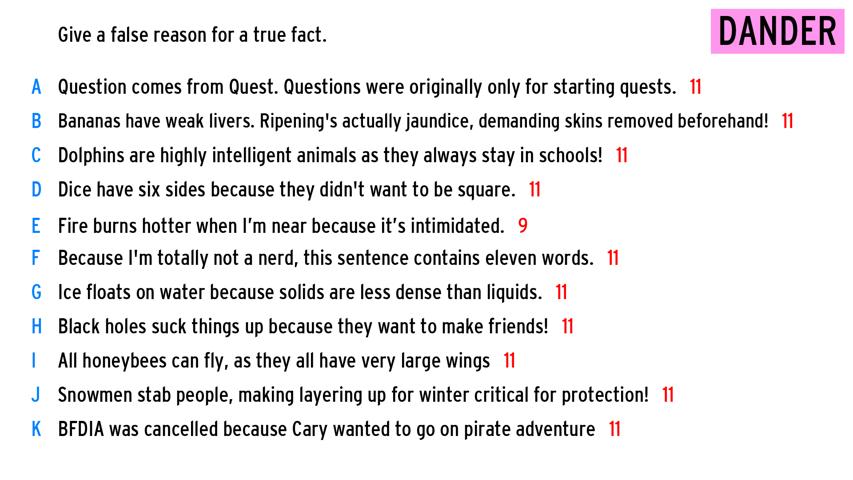 Give a false reason for a true fact.
DANDER
A Question comes from Quest. Questions were originally only for starting quests. 11
B Bananas have weak livers. Ripening's actually jaundice, demanding skins removed beforehand! 11
C Dolphins are highly intelligent animals as they always stay in schools! 11
D Dice have six sides because they didn't want to be square. 11
E Fire burns hotter when I’m near because it’s intimidated. 9
F Because I'm totally not a nerd, this sentence contains eleven words. 11
G Ice floats on water because solids are less dense than liquids. 11
H Black holes suck things up because they want to make friends! 11
I All honeybees can fly, as they all have very large wings 11
J Snowmen stab people, making layering up for winter critical for protection! 11
K BFDIA was cancelled because Cary wanted to go on pirate adventure 11